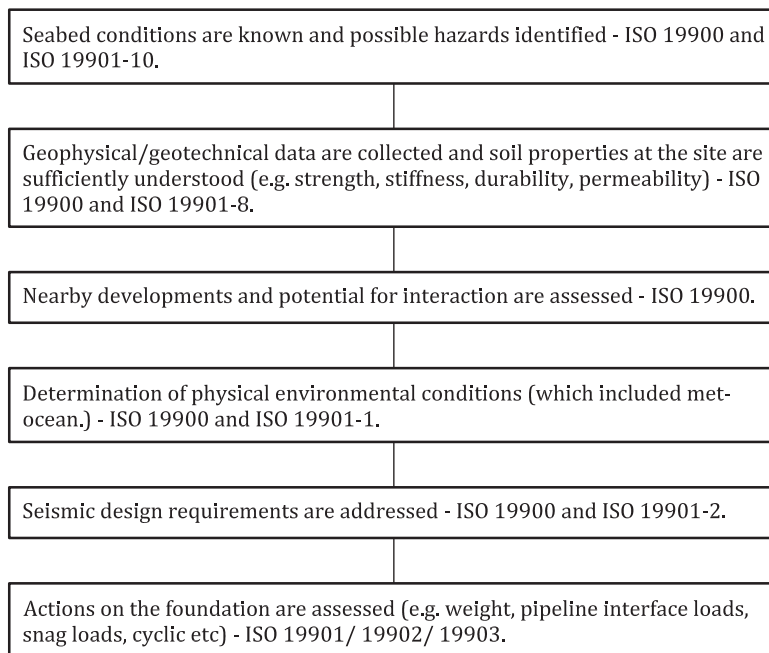 Seabed conditions are known and possible hazards identified - ISO 19900 and
ISO 19901-10.
Geophysical/geotechnical data are collected and soil properties at the site are
sufficiently understood (e.g. strength, stiffness, durability, permeability) - ISO
19900 and ISO 19901-8.
Nearby developments and potential for interaction are assessed - ISO 19900.
Determination of physical environmental conditions (which included met-
ocean.) - ISO 19900 and ISO 19901-1.
Seismic design requirements are addressed - ISO 19900 and ISO 19901-2.
Actions on the foundation are assessed (e.g. weight, pipeline interface loads,
snag loads, cyclic etc) - ISO 19901/ 19902/ 19903.